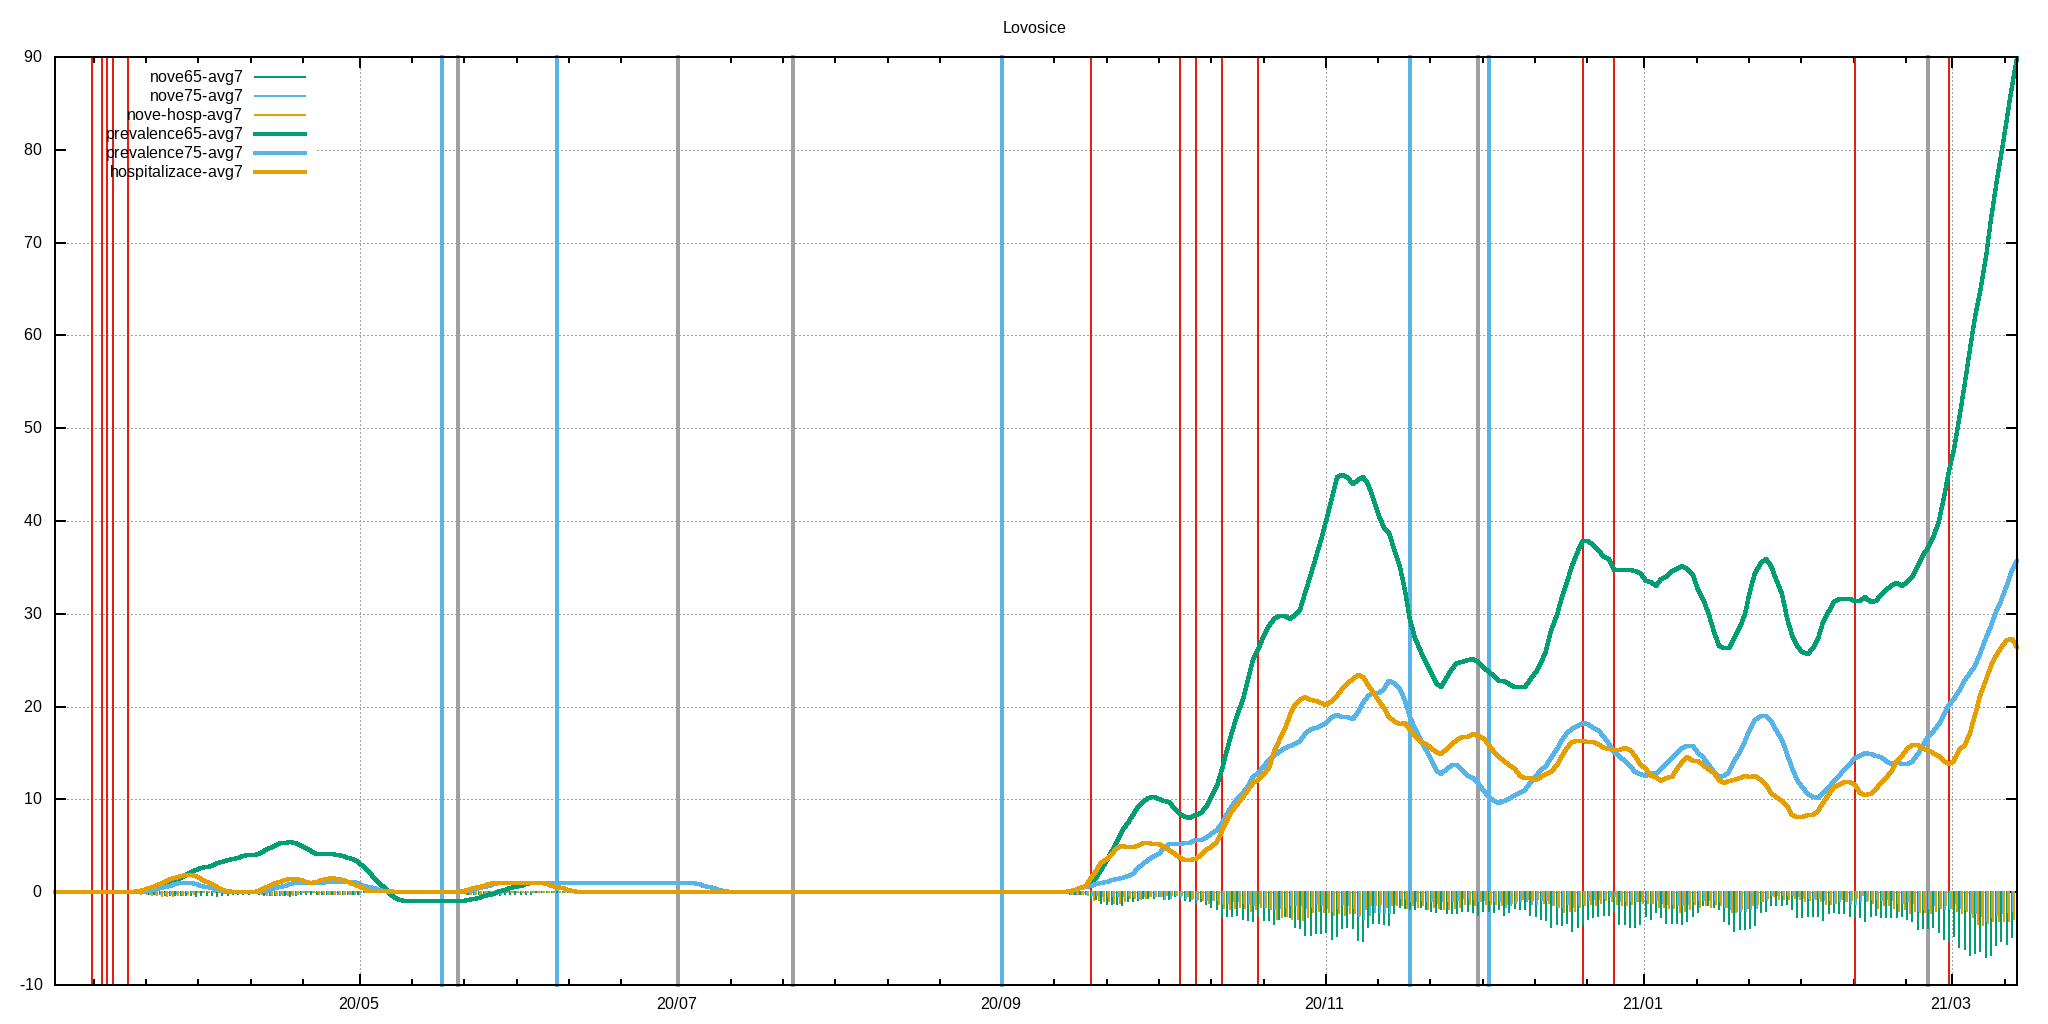 Lovosice
90
80
70
60
50
40
30
20
10
0
-10
nove65-avg7
nove75-avg7
nove-hosp-avg7
prevalence65-avg7
prevalence75-avg7
hospitalizace-avg7
20/05 20/07 20/09 20/11 21/01 21/03